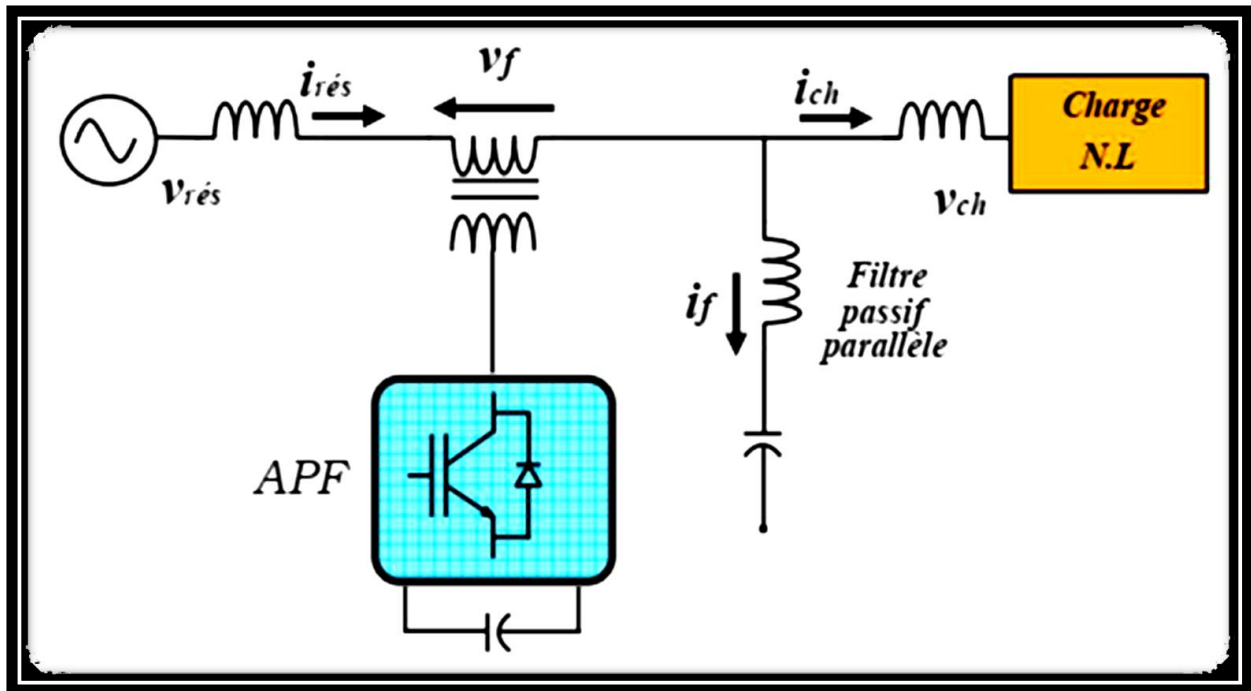 vf
irés
ich
Charge
N.L
vrés
vch
if
Filtre
passif
parallèle
APF